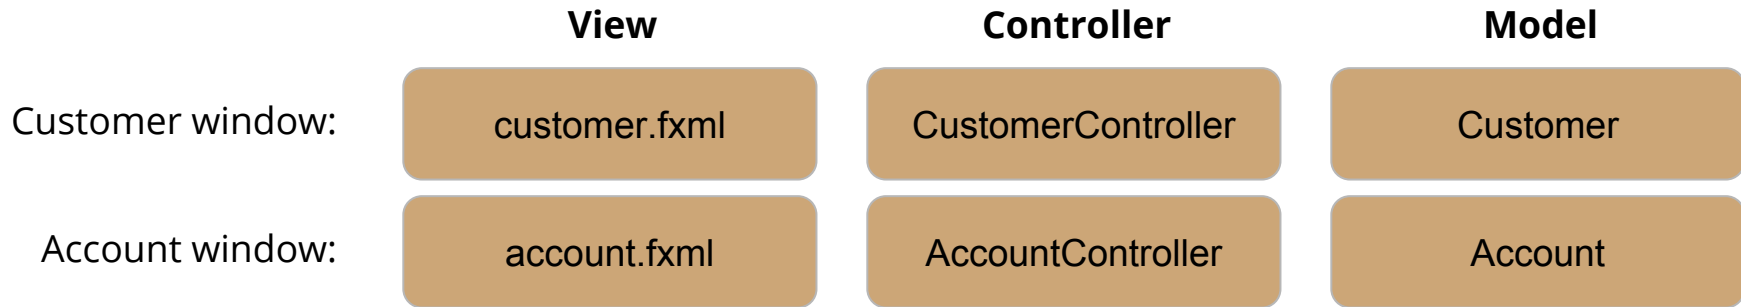 View Controller Model
Customer window: customer.fxml CustomerController Customer
Account window: account.fxml AccountController Account